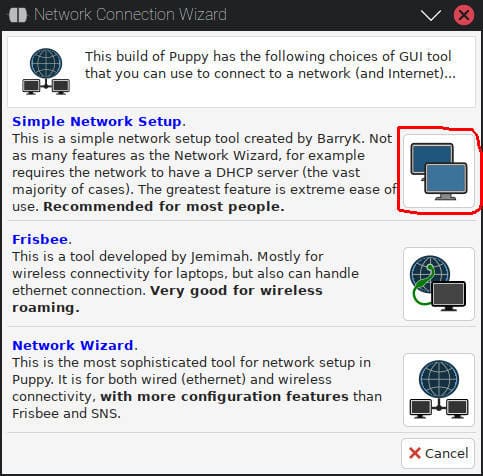 Network Connection Wizard
This build of Puppy has the following choices of GUI tool
that you can use to connect to a network (and Internet)...
Simple Network Setup.
This is a simple network setup tool created by BarryK. Not
as many features as the Network Wizard, for example
requires the network to have a DHCP server (the vast
majority of cases). The greatest feature is extreme ease of
use. Recommended for most people.
Frisbee.
This is a tool developed by Jemimah. Mostly for
wireless connectivity for laptops, but also can handle
ethernet connection. Very good for wireless
roaming.
Network Wizard.
This is the most sophisticated tool for network setup in
Puppy. It is for both wired (ethernet) and wireless
connectivity, with more configuration features than
Frisbee and SNS.
Cancel